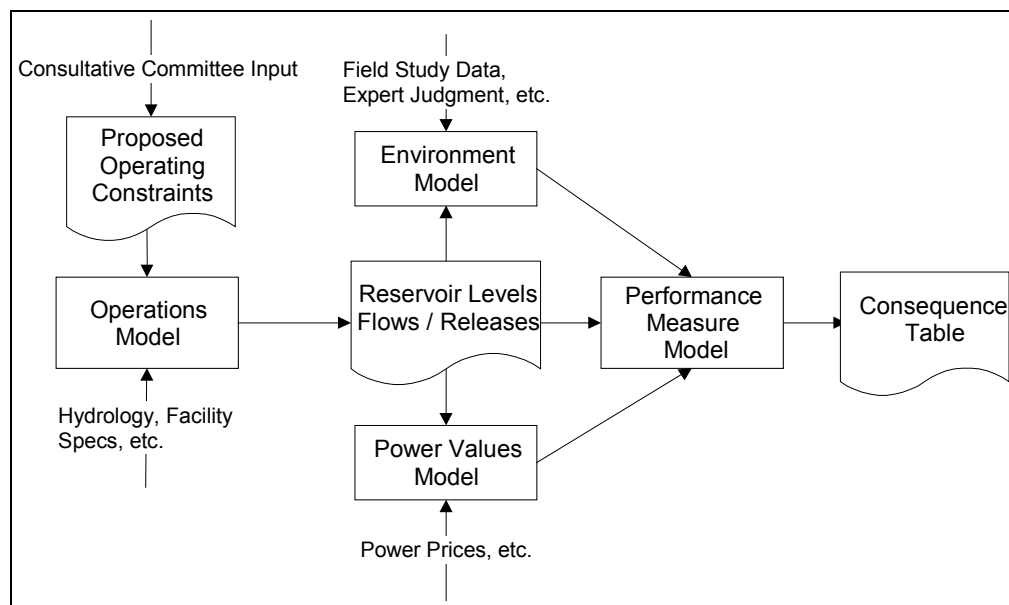 Consultative Committee Input
Field Study Data,
Expert Judgment, etc.
Proposed
Operating
Constraints
Environment
Model
Operations
Model
Reservoir Levels
Flows / Releases
Performance
Measure
Model
Consequence
Table
Hydrology, Facility
Specs, etc.
Power Values
Model
Power Prices, etc.